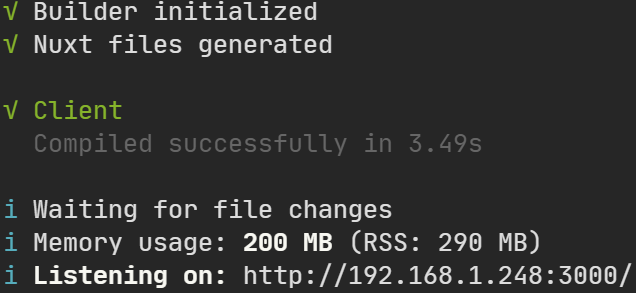 √ Builder initialized
√ Nuxt files generated
√ Client
Compiled successfully in 3.49s
i Waiting for file changes
i Memory usage: 200 MB (RSS: 290 MB)
i Listening on: http://192.168.1.248:3000/